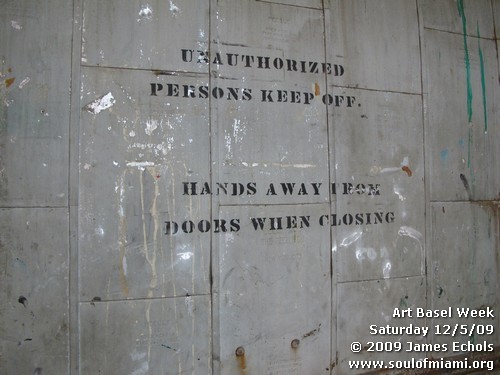 UNAUTHORIZED
PERSONS KEEP OFF.
HANDS AWAY FROM
DOORS WHEN CLOSING
Art Basel Week
Saturday 12/5/09
© 2009 James Echols
www.soulofmiami.org